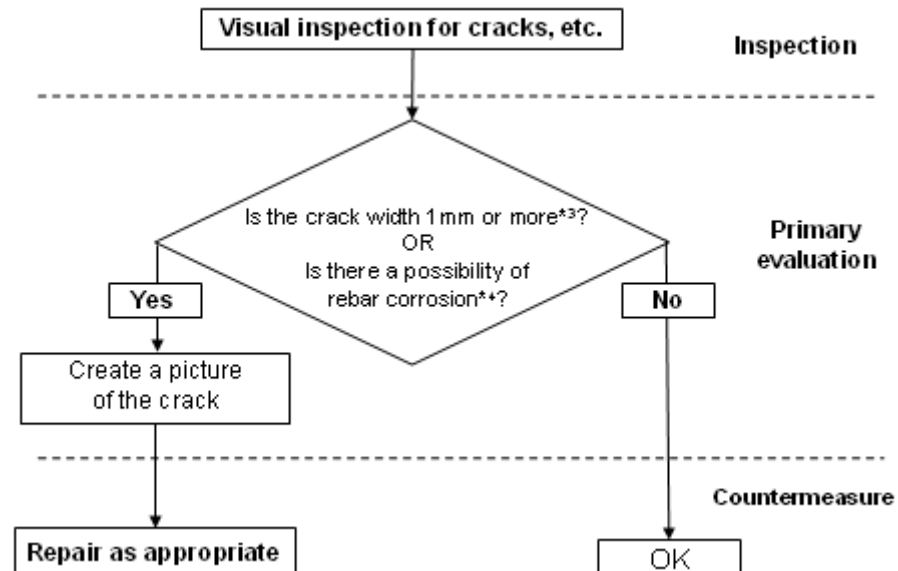 Visual inspection for cracks, etc.
Inspection
Is the crack width 1mm or more*³?
OR
Is there a possibility of
rebar corrosion*⁴?
Primary
evaluation
Yes
No
Create a picture
of the crack
Countermeasure
Repair as appropriate
OK